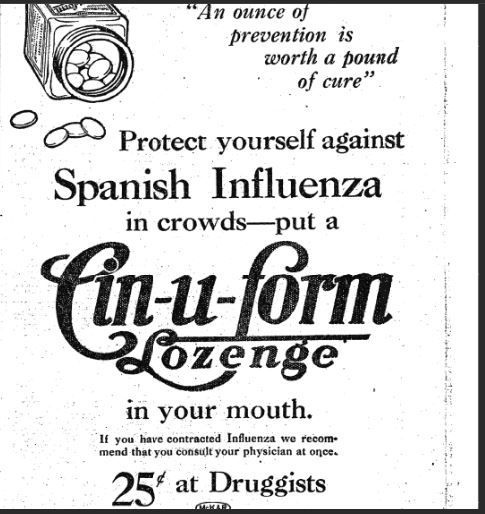 "An ounce of
prevention is
worth a pound
of cure"
Protect yourself against
Spanish Influenza
in crowds—put a
Cin-u-form
Lozenge
in your mouth.
If you have contracted Influenza we recom-
mend that you consult your physician at once.
25¢ at Druggists
McK&R